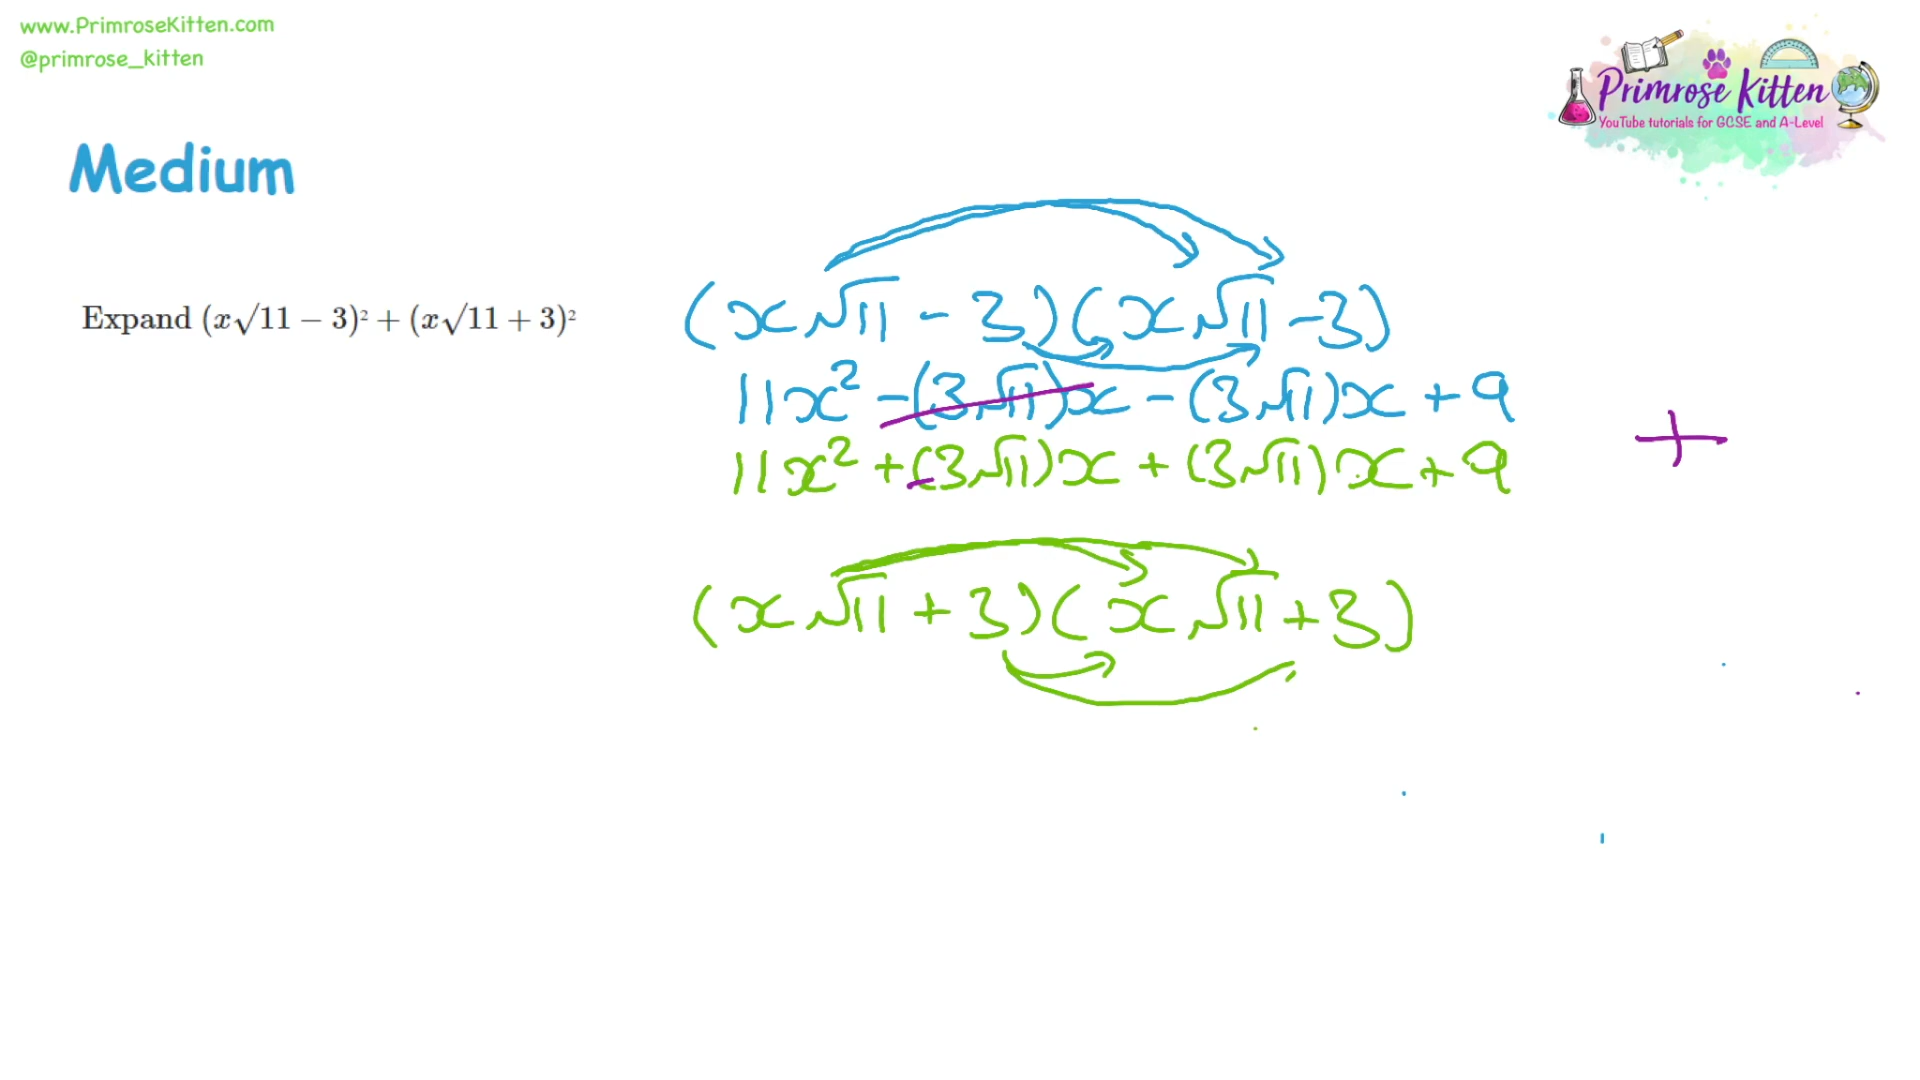 www.PrimroseKitten.com
@primrose_kitten
Primrose Kitten
YouTube tutorials for GCSE and A-Level
Medium
Expand (x√11 − 3)² + (x√11 + 3)²
(x√11 − 3)(x√11 − 3)
11x² − (3√11)x − (3√11)x + 9
11x² + (3√11)x + (3√11)x + 9
+
(x√11 + 3)(x√11 + 3)